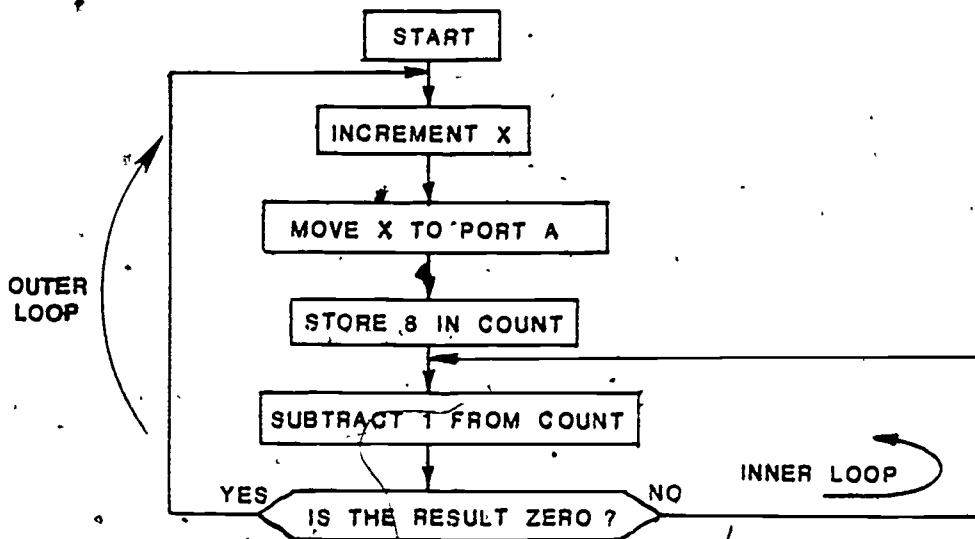 START
INCREMENT X
MOVE X TO PORT A
OUTER
LOOP
STORE 8 IN COUNT
SUBTRACT 1 FROM COUNT
INNER LOOP
YES
NO
IS THE RESULT ZERO ?